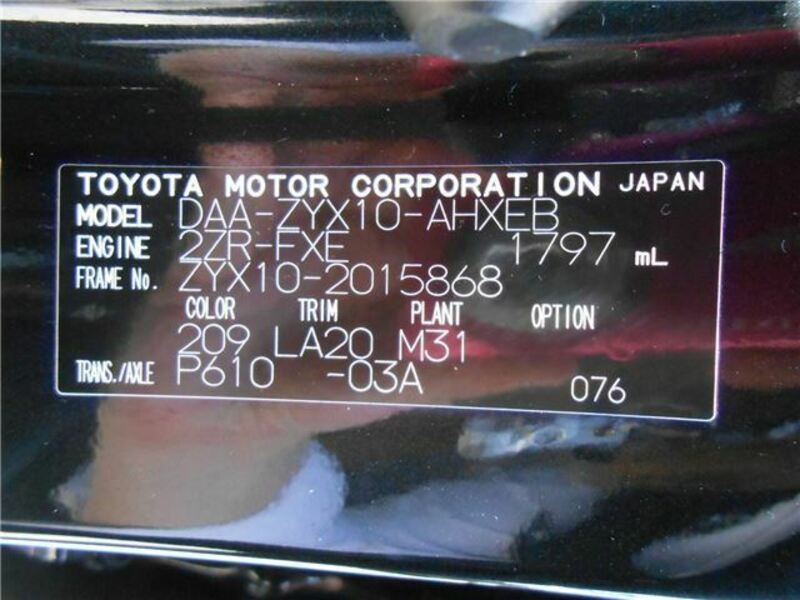 TOYOTA MOTOR CORPORATION JAPAN
MODEL DAA-ZYX10-AHXEB
ENGINE 2ZR-FXE 1797 mL
FRAME No. ZYX10-2015868
COLOR TRIM PLANT OPTION
209 LA20 M31
TRANS./AXLE P610 -03A 076